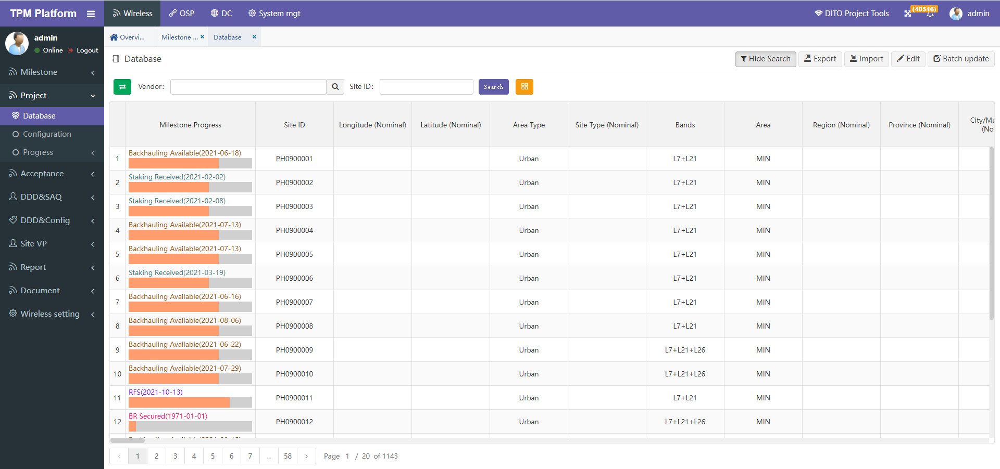 TPM Platform
Wireless
OSP
DC
System mgt
DITO Project Tools
(40546)
admin
admin
Online
Logout
Milestone
Project
Database
Configuration
Progress
Acceptance
DDD&SAQ
DDD&Config
Site VP
Report
Document
Wireless setting
Overvi...
Milestone ...
Database
Database
Hide Search
Export
Import
Edit
Batch update
Vendor:
Site ID:
Search
Milestone Progress
Site ID
Longitude (Nominal)
Latitude (Nominal)
Area Type
Site Type (Nominal)
Bands
Area
Region (Nominal)
Province (Nominal)
City/Mu
(No
1 Backhauling Available(2021-06-18) PH0900001 Urban L7+L21 MIN
2 Staking Received(2021-02-02) PH0900002 Urban L7+L21 MIN
3 Staking Received(2021-02-08) PH0900003 Urban L7+L21 MIN
4 Backhauling Available(2021-07-13) PH0900004 Urban L7+L21 MIN
5 Backhauling Available(2021-07-13) PH0900005 Urban L7+L21 MIN
6 Staking Received(2021-03-19) PH0900006 Urban L7+L21 MIN
7 Backhauling Available(2021-06-16) PH0900007 Urban L7+L21 MIN
8 Backhauling Available(2021-08-06) PH0900008 Urban L7+L21 MIN
9 Backhauling Available(2021-06-22) PH0900009 Urban L7+L21+L26 MIN
10 Backhauling Available(2021-07-29) PH0900010 Urban L7+L21+L26 MIN
11 RFS(2021-10-13) PH0900011 Urban L7+L21 MIN
12 BR Secured(1971-01-01) PH0900012 Urban L7+L21+L26 MIN
1 2 3 4 5 6 7 ... 58 Page 1 / 20 of 1143